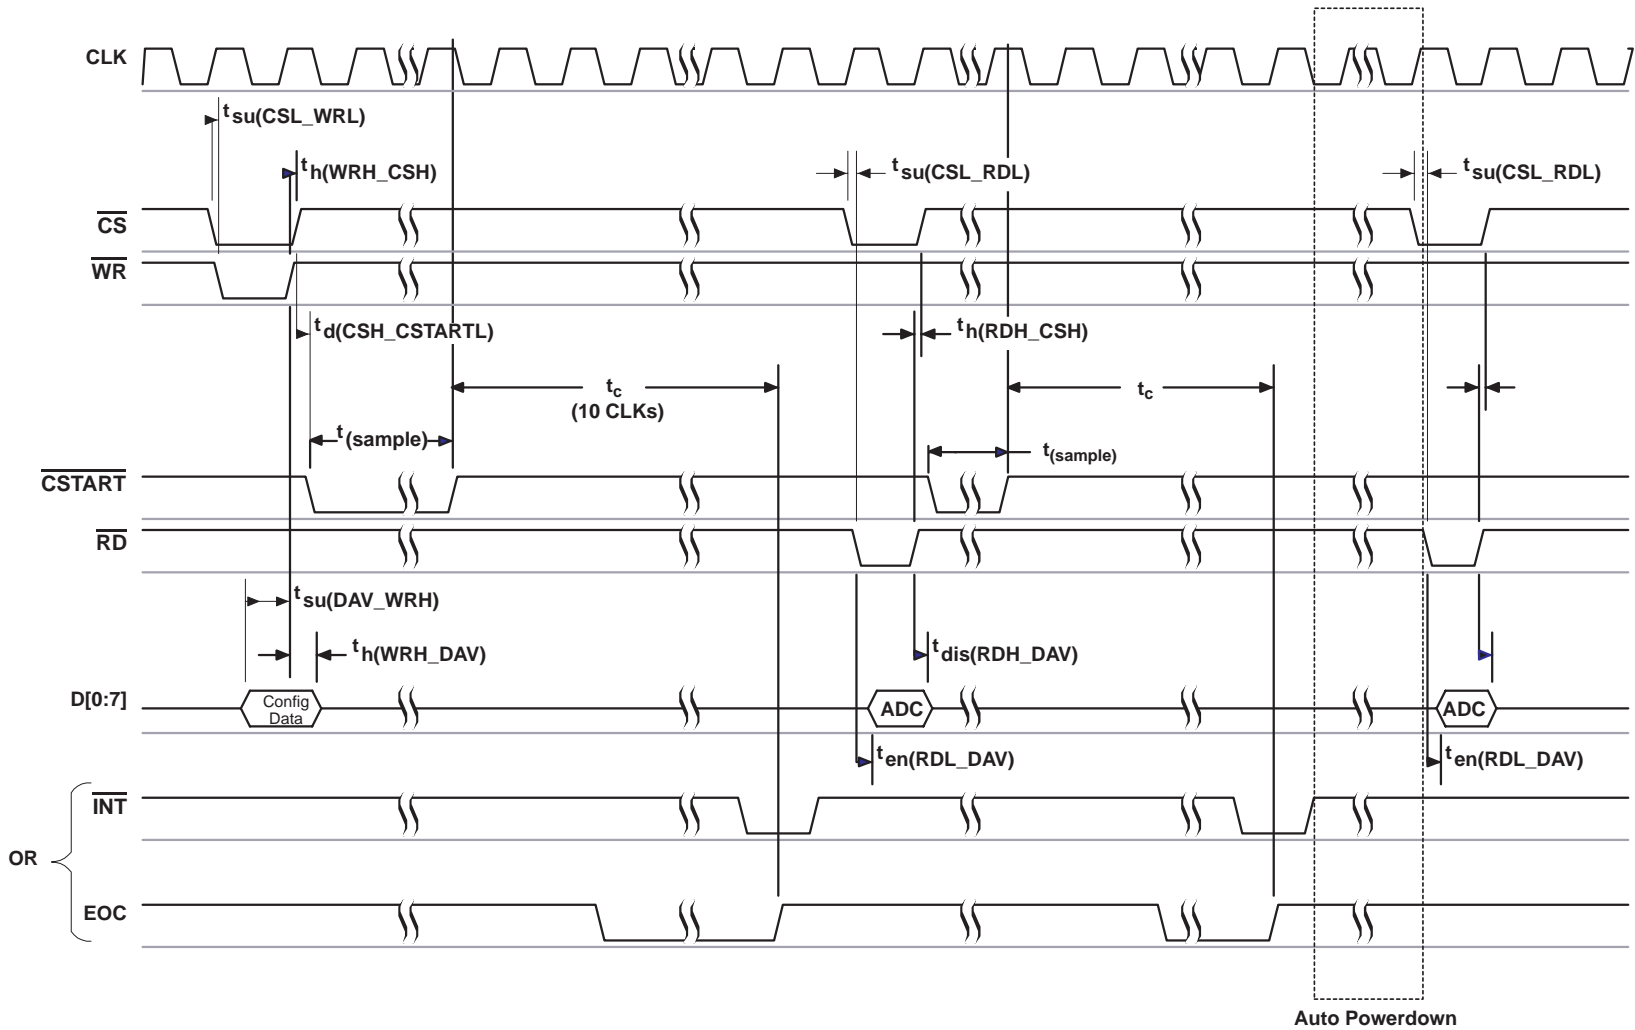 CLK
tsu(CSL_WRL)
th(WRH_CSH)
tsu(CSL_RDL)
tsu(CSL_RDL)
CS
WR
td(CSH_CSTARTL)
th(RDH_CSH)
tc
(10 CLKs)
tc
t(sample)
t(sample)
CSTART
RD
tsu(DAV_WRH)
th(WRH_DAV)
tdis(RDH_DAV)
D[0:7]
Config
Data
ADC
ADC
ten(RDL_DAV)
ten(RDL_DAV)
INT
OR
EOC
Auto Powerdown